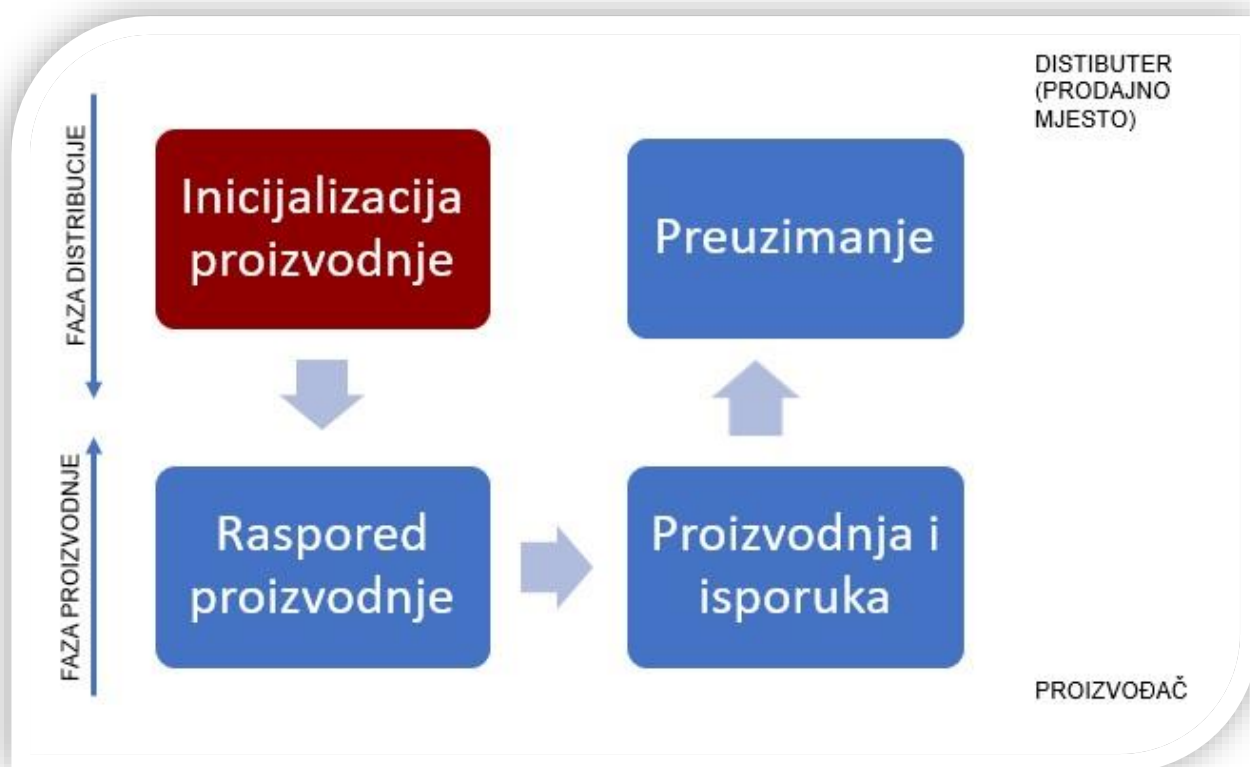 DISTIBUTER
(PRODAJNO
MJESTO)
FAZA DISTRIBUCIJE
Inicijalizacija
proizvodnje
Preuzimanje
FAZA PROIZVODNJE
Raspored
proizvodnje
Proizvodnja i
isporuka
PROIZVOĐAČ